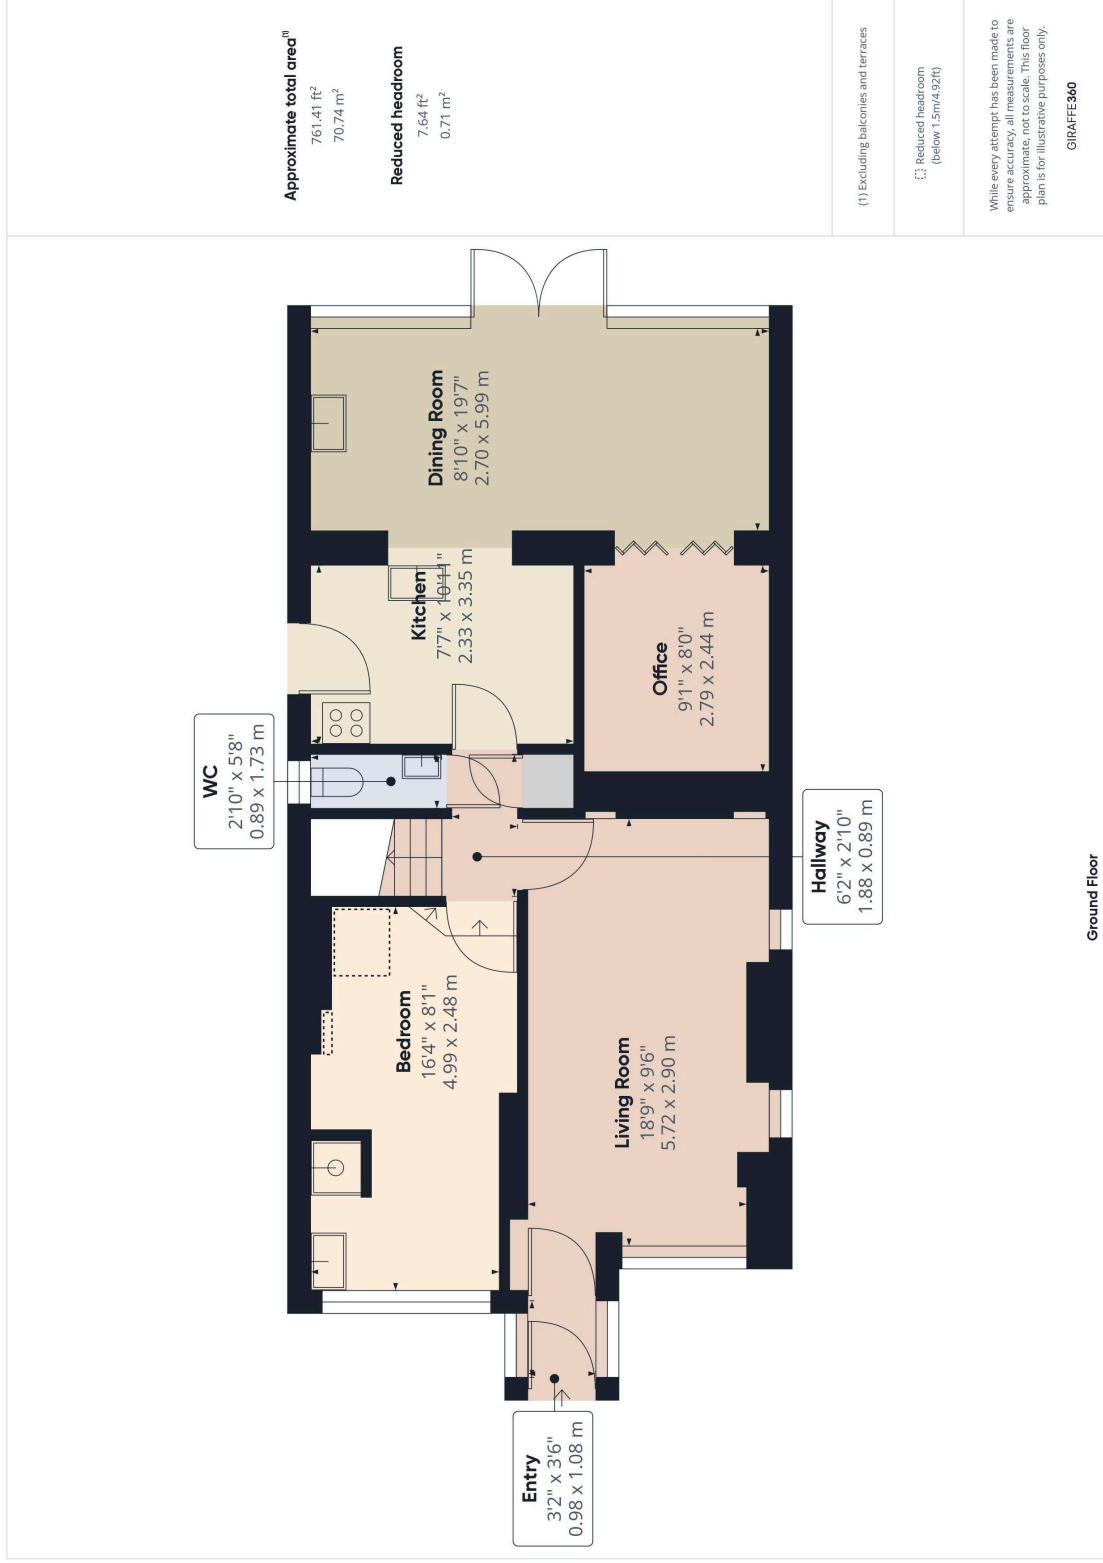 Approximate total area(1)
761.41 ft²
70.74 m²
Reduced headroom
7.64 ft²
0.71 m²
(1) Excluding balconies and terraces
Reduced headroom
(below 1.5m/4.92ft)
While every attempt has been made to
ensure accuracy, all measurements are
approximate, not to scale. This floor
plan is for illustrative purposes only.
GIRAFFE360
WC
2'10" x 5'8"
0.89 x 1.73 m
Kitchen
7'7" x 10'11"
2.33 x 3.35 m
Dining Room
8'10" x 19'7"
2.70 x 5.99 m
Bedroom
16'4" x 8'1"
4.99 x 2.48 m
Office
9'1" x 8'0"
2.79 x 2.44 m
Living Room
18'9" x 9'6"
5.72 x 2.90 m
Entry
3'2" x 3'6"
0.98 x 1.08 m
Hallway
6'2" x 2'10"
1.88 x 0.89 m
Ground Floor